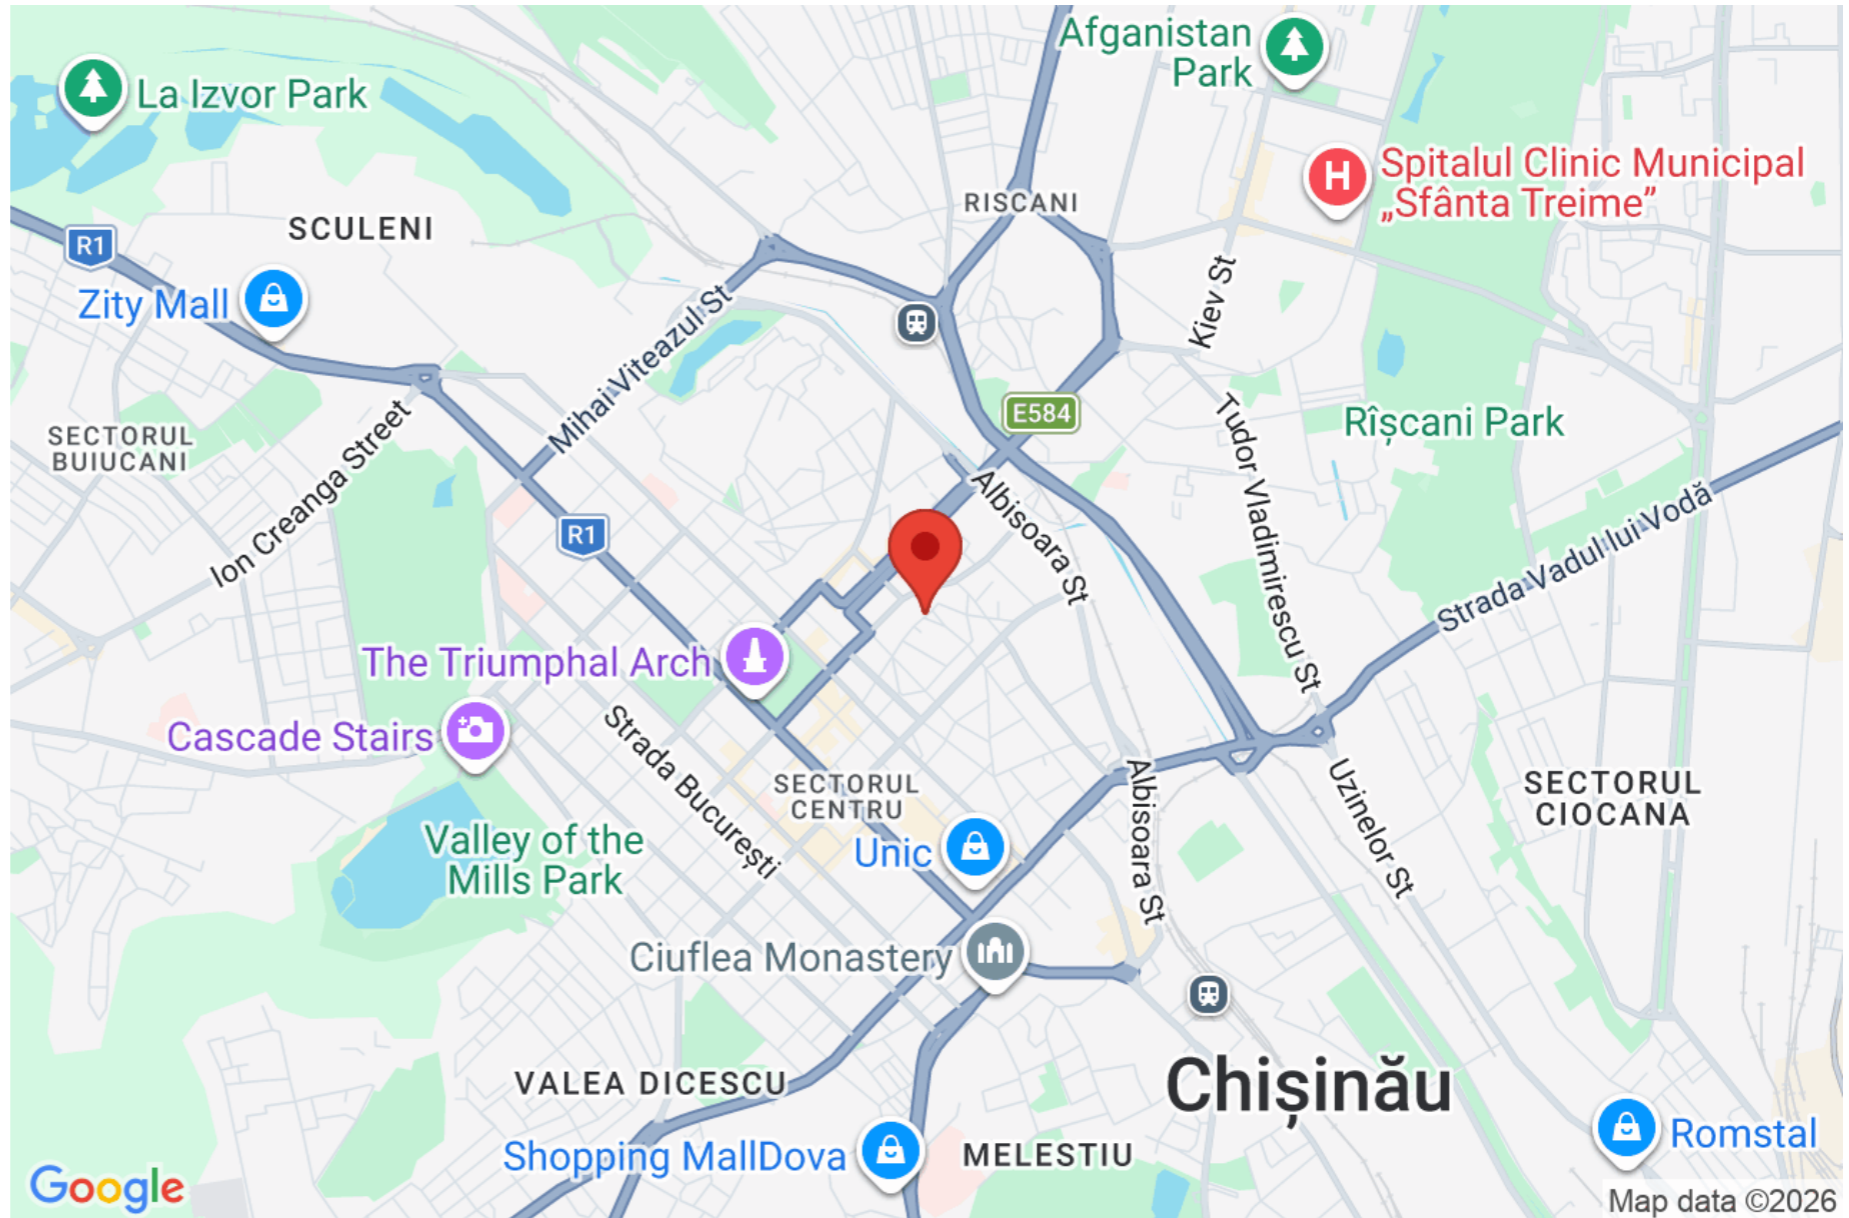 Afganistan
Park
La Izvor Park
Spitalul Clinic Municipal
„Sfânta Treime”
RISCANI
SCULENI
R1
Zity Mall
Kiev St
Mihai Viteazul St
E584
Rîșcani Park
SECTORUL
BUIUCANI
Ion Creanga Street
Tudor Vladimirescu St
Albisoara St
R1
Strada Vadul lui Vodă
The Triumphal Arch
Cascade Stairs
Strada București
SECTORUL
CENTRU
Albisoara St
Uzinelor St
SECTORUL
CIOCANA
Valley of the
Mills Park
Unic
Ciuflea Monastery
VALEA DICESCU
Chișinău
Shopping MallDova
MELESTIU
Romstal
Google
Map data ©2026